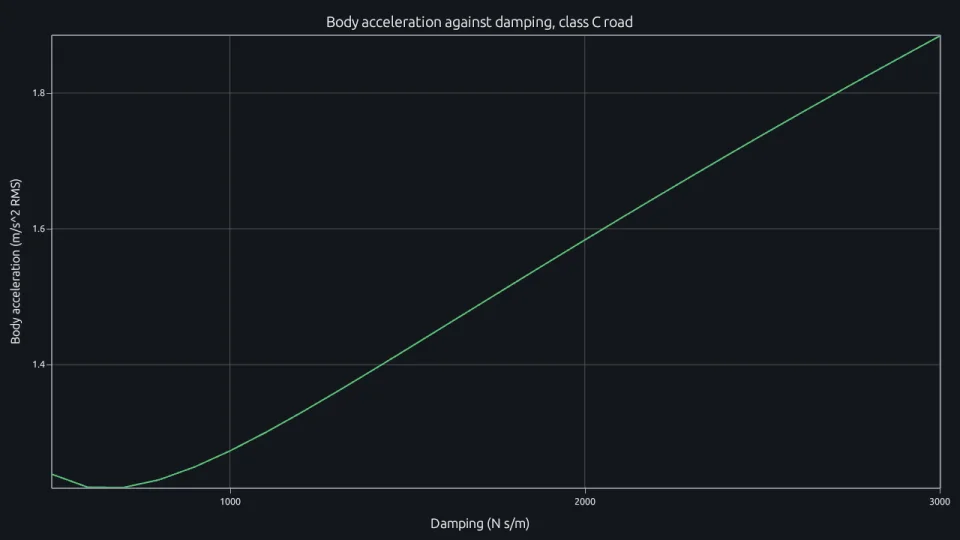 Body acceleration against damping, class C road
Body acceleration (m/s^2 RMS)
1.8
1.6
1.4
1000
2000
3000
Damping (N s/m)